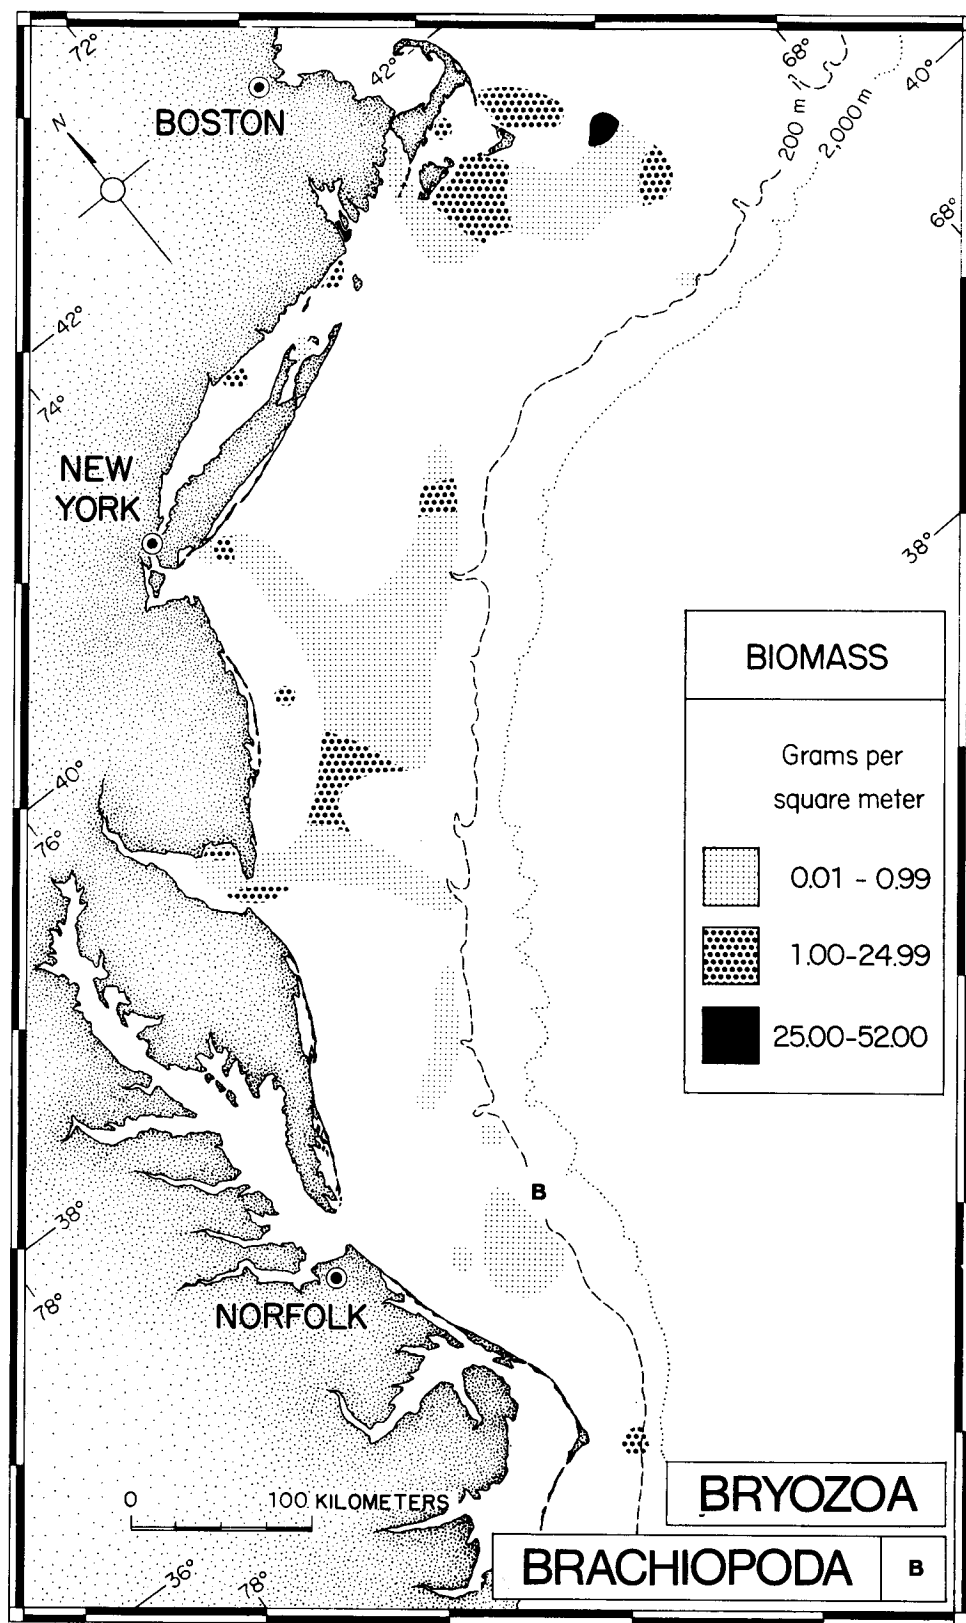 72°
42°
68°
40°
BOSTON
N
200 m
2,000 m
68°
42°
74°
NEW
YORK
38°
BIOMASS
Grams per
square meter
0.01 - 0.99
1.00-24.99
25.00-52.00
40°
76°
B
38°
78°
NORFOLK
0 100 KILOMETERS
BRYOZOA
BRACHIOPODA B
36°
78°